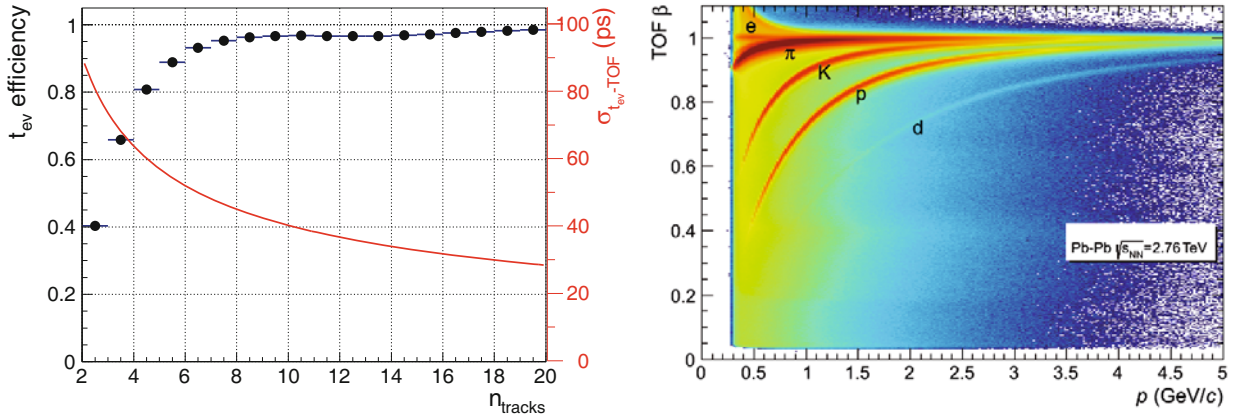 t_ev efficiency
1
0.8
0.6
0.4
0.2
0
2 4 6 8 10 12 14 16 18 20
n_tracks
100
80
60
40
20
0
σ_t_ev-TOF (ps)
TOF β
1
0.8
0.6
0.4
0.2
0
e
π
K
p
d
Pb-Pb √s_NN=2.76 TeV
0 0.5 1 1.5 2 2.5 3 3.5 4 4.5 5
p (GeV/c)